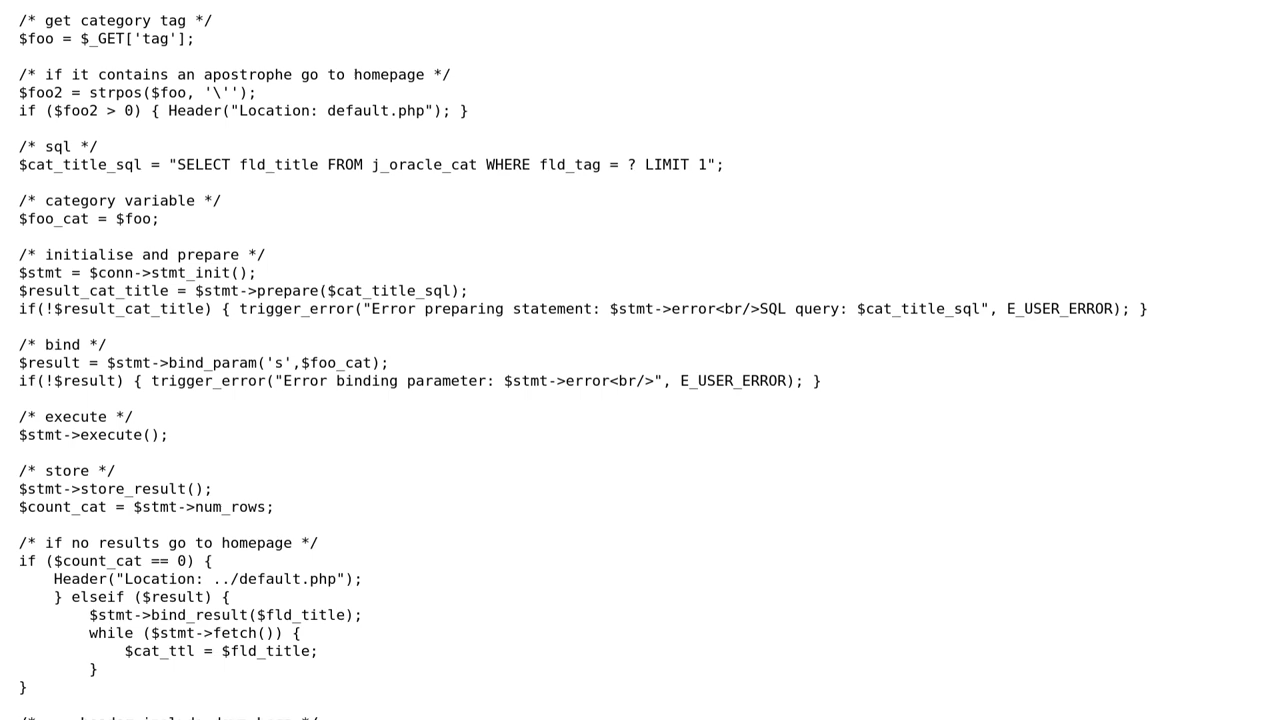 /* get category tag */
$foo = $_GET['tag'];
/* if it contains an apostrophe go to homepage */
$foo2 = strpos($foo, '\'');
if ($foo2 > 0) { Header("Location: default.php"); }
/* sql */
$cat_title_sql = "SELECT fld_title FROM j_oracle_cat WHERE fld_tag = ? LIMIT 1";
/* category variable */
$foo_cat = $foo;
/* initialise and prepare */
$stmt = $conn->stmt_init();
$result_cat_title = $stmt->prepare($cat_title_sql);
if(!$result_cat_title) { trigger_error("Error preparing statement: $stmt->error<br/>SQL query: $cat_title_sql", E_USER_ERROR); }
/* bind */
$result = $stmt->bind_param('s',$foo_cat);
if(!$result) { trigger_error("Error binding parameter: $stmt->error<br/>", E_USER_ERROR); }
/* execute */
$stmt->execute();
/* store */
$stmt->store_result();
$count_cat = $stmt->num_rows;
/* if no results go to homepage */
if ($count_cat == 0) {
    Header("Location: ../default.php");
    } elseif ($result) {
        $stmt->bind_result($fld_title);
        while ($stmt->fetch()) {
            $cat_ttl = $fld_title;
        }
}